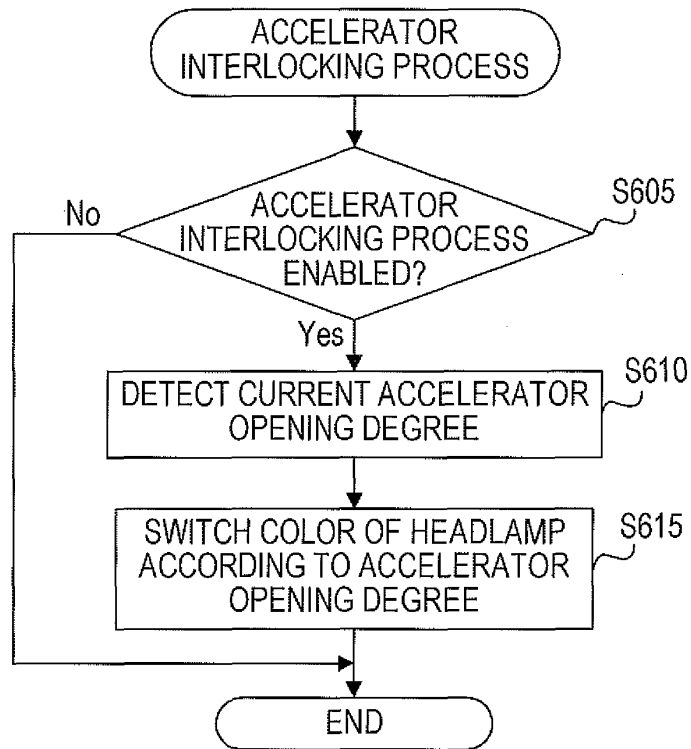 ACCELERATOR
INTERLOCKING PROCESS
S605
No
ACCELERATOR
INTERLOCKING PROCESS
ENABLED?
Yes
S610
DETECT CURRENT ACCELERATOR
OPENING DEGREE
S615
SWITCH COLOR OF HEADLAMP
ACCORDING TO ACCELERATOR
OPENING DEGREE
END